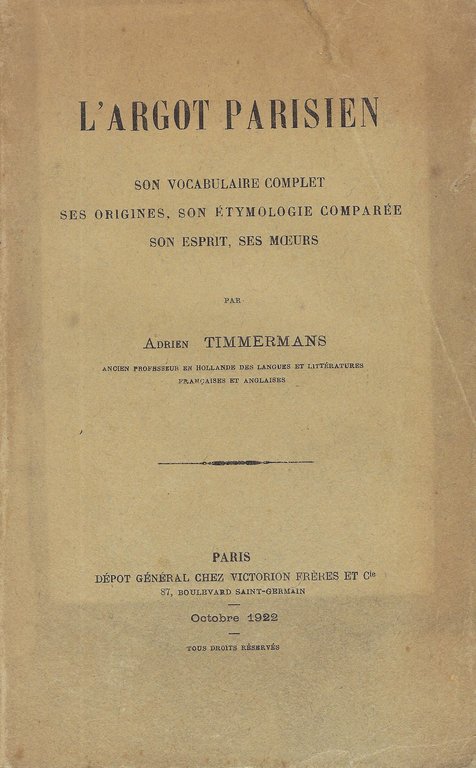 L'ARGOT PARISIEN
SON VOCABULAIRE COMPLET
SES ORIGINES, SON ÉTYMOLOGIE COMPARÉE
SON ESPRIT, SES MŒURS
PAR
ADRIEN TIMMERMANS
ANCIEN PROFESSEUR EN HOLLANDE DES LANGUES ET LITTÉRATURES
FRANÇAISES ET ANGLAISES
PARIS
DÉPOT GÉNÉRAL CHEZ VICTORION FRÈRES ET Cie
87, BOULEVARD SAINT-GERMAIN
Octobre 1922
TOUS DROITS RÉSERVÉS